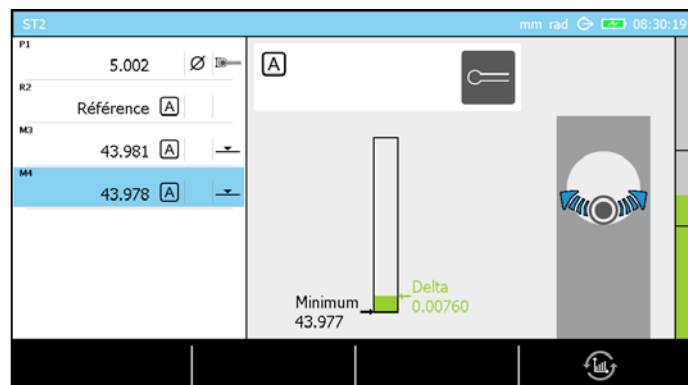 ST2
mm rad 08:30:19
P1
5.002 Ø
R2
Référence A
M3
43.981 A
M4
43.978 A
A
Delta
0.00760
Minimum
43.977